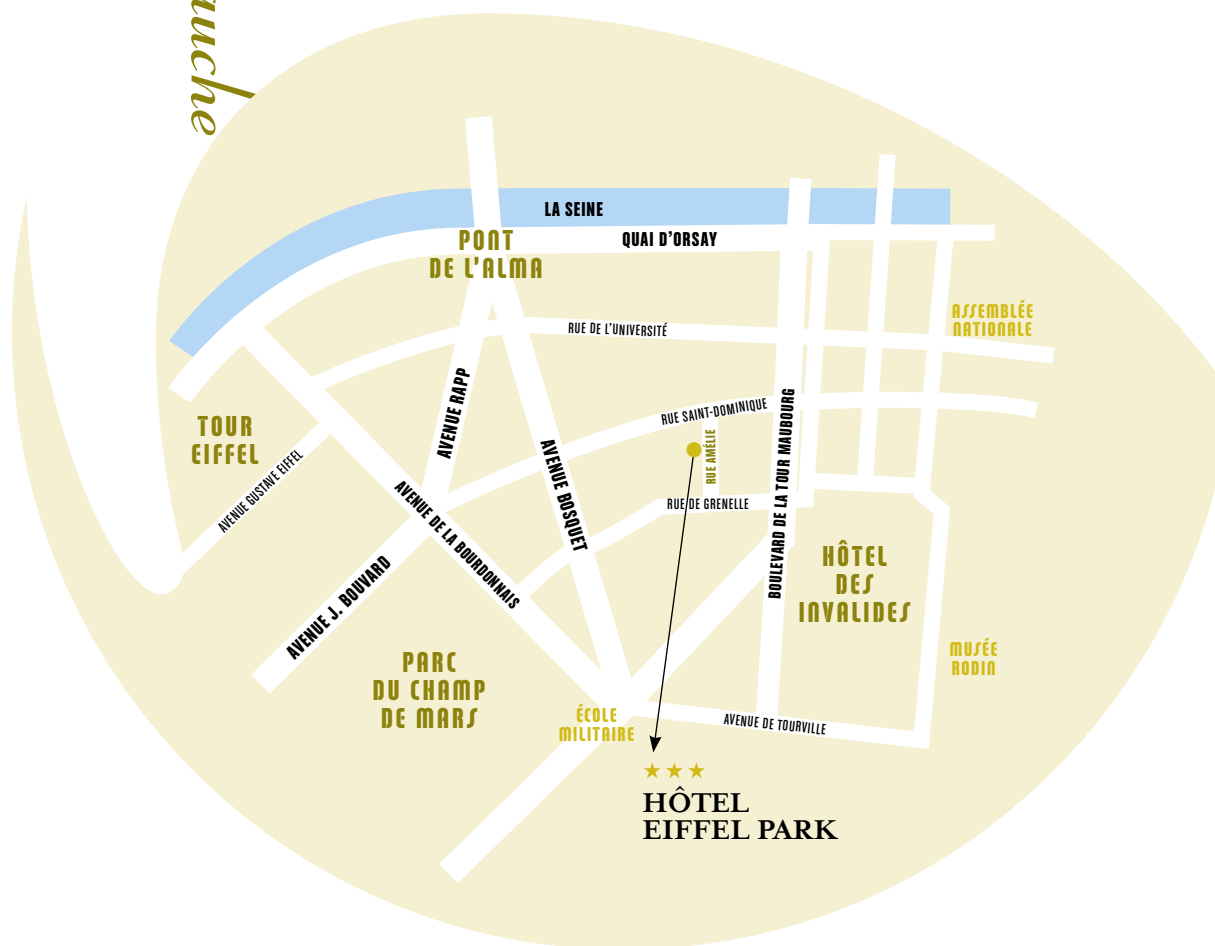 LA SEINE
QUAI D'ORSAY
PONT
DE L'ALMA
ASSEMBLÉE
NATIONALE
RUE DE L'UNIVERSITÉ
AVENUE RAPP
RUE SAINT-DOMINIQUE
TOUR
EIFFEL
AVENUE GUSTAVE EIFFEL
RUE AMÉLIE
BOULEVARD DE LA TOUR MAUBOURG
AVENUE BOSQUET
RUE DE GRENELLE
AVENUE DE LA BOURDONNAIS
AVENUE J. BOUVARD
HÔTEL
DES
INVALIDES
MUSÉE
RODIN
PARC
DU CHAMP
DE MARS
ÉCOLE
MILITAIRE
AVENUE DE TOURVILLE
★★★
HÔTEL
EIFFEL PARK